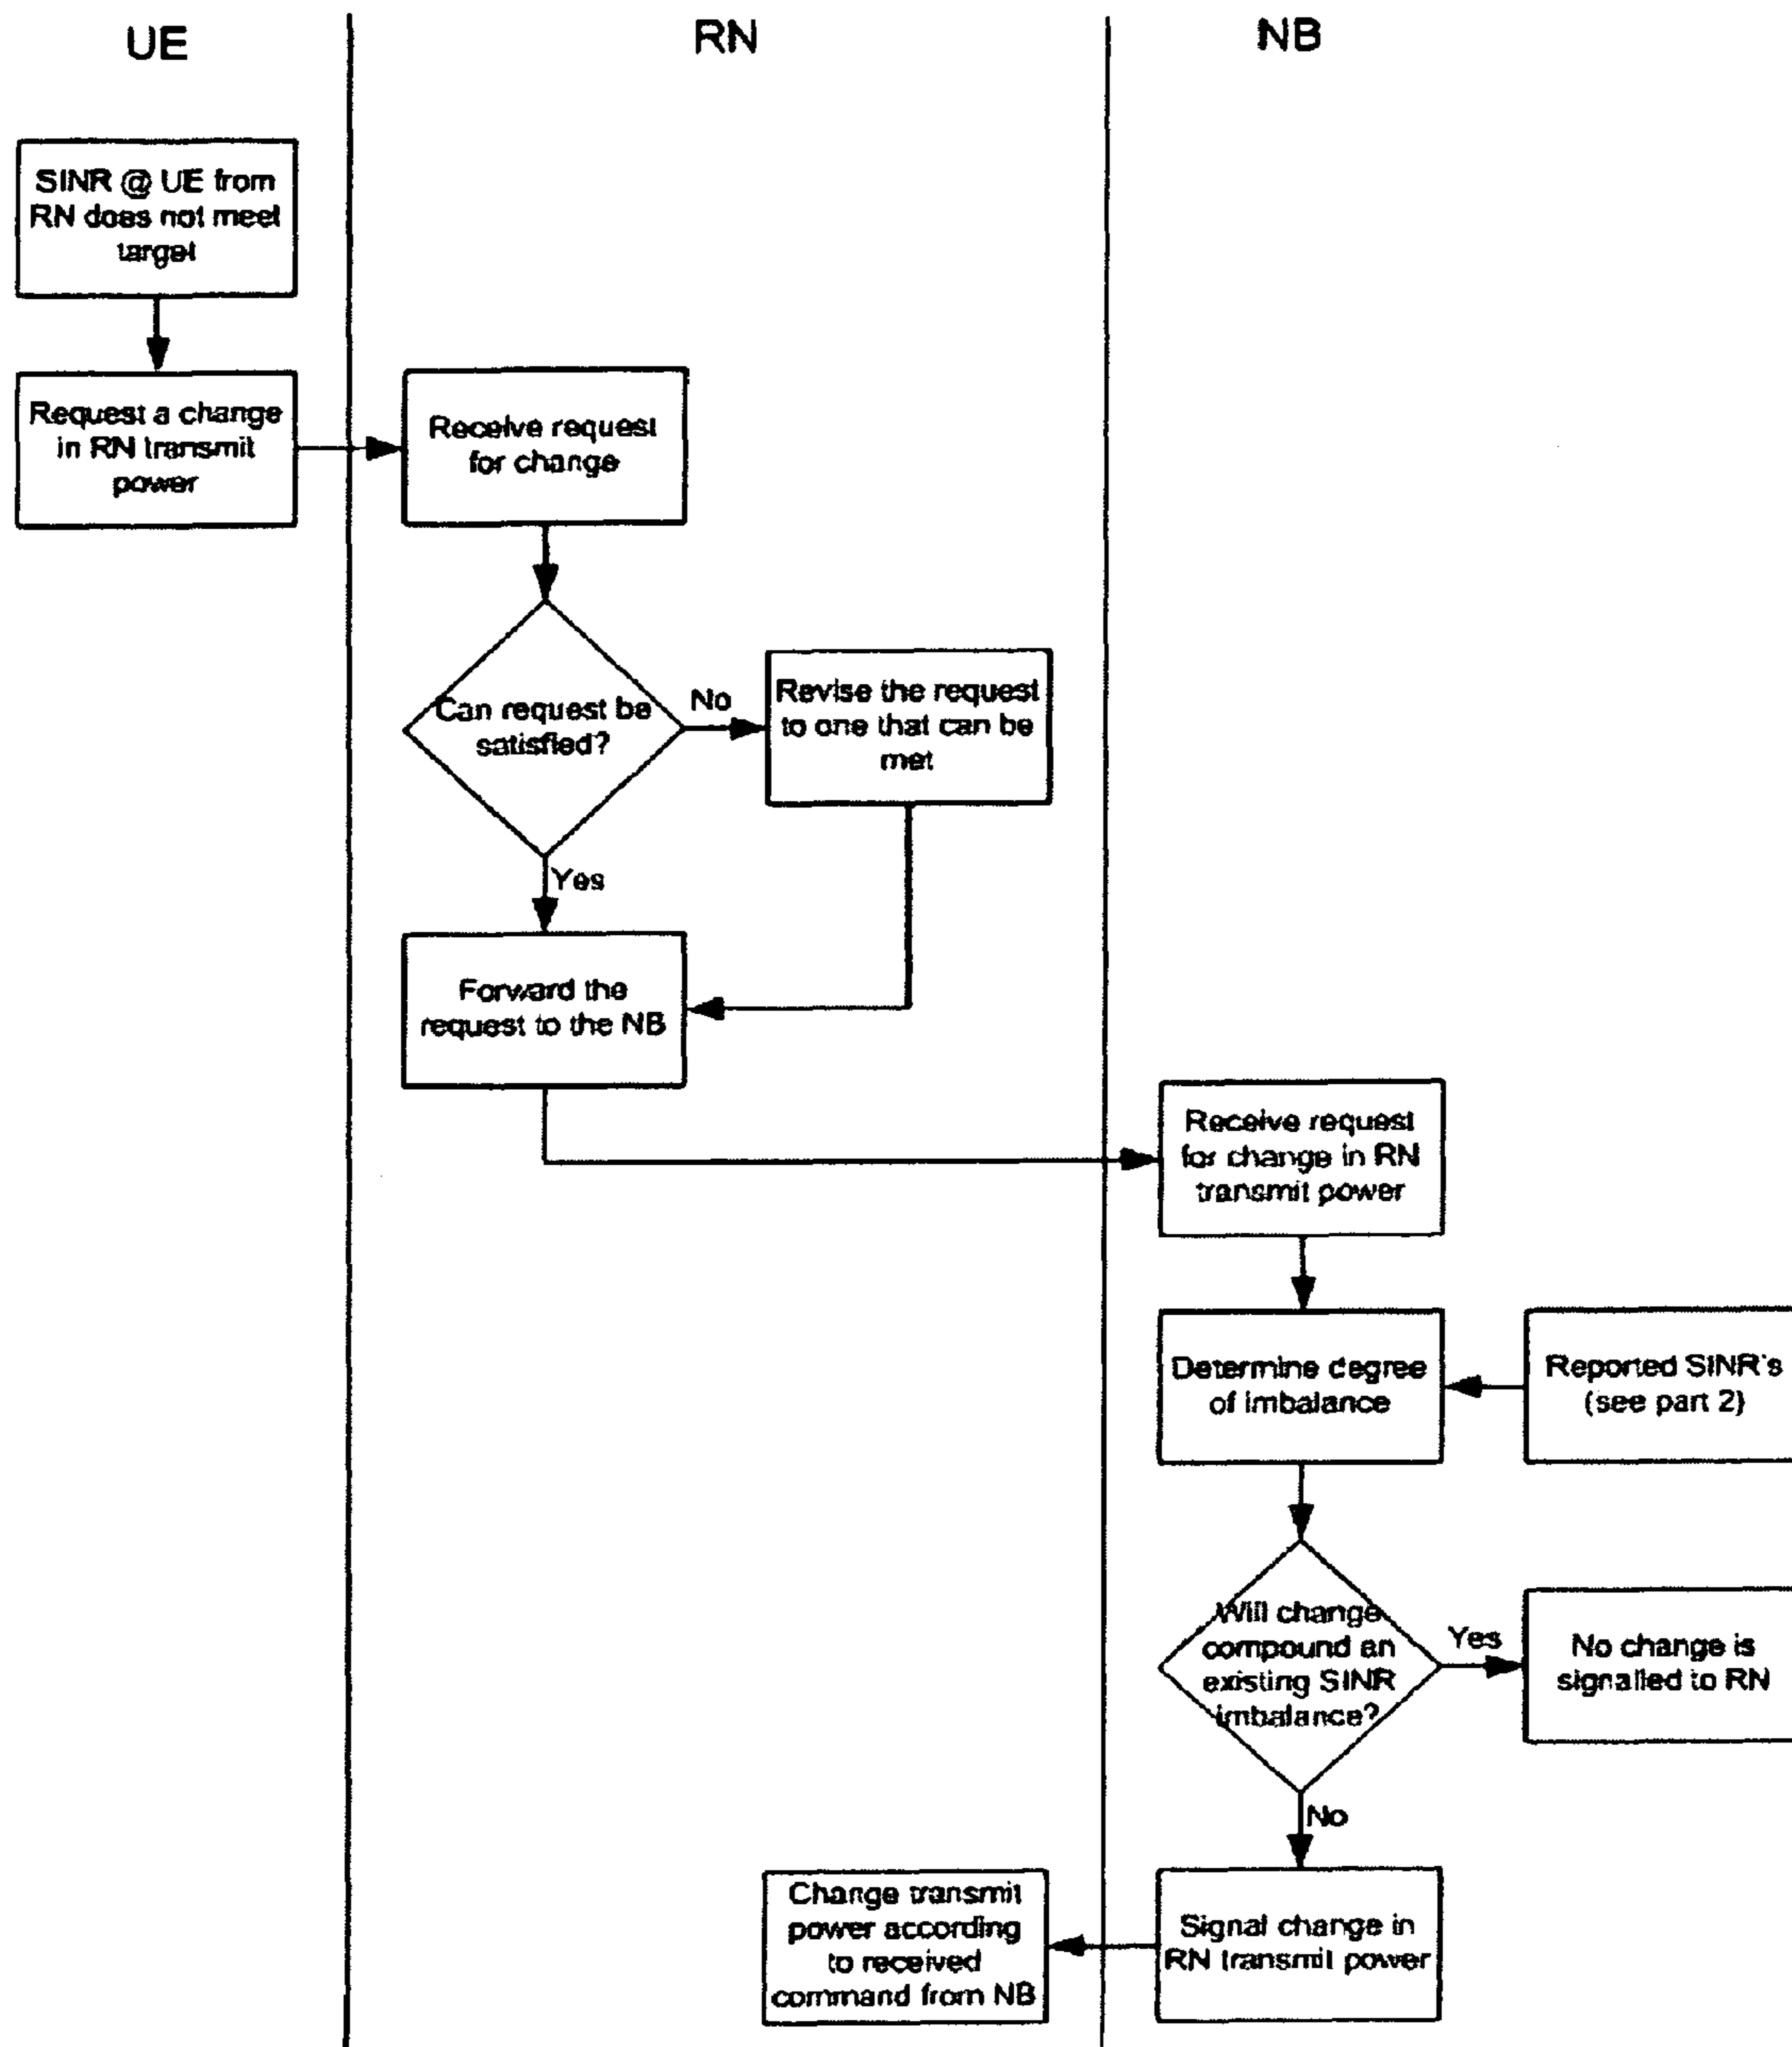 UE
RN
NB
SINR @ UE from
RN does not meet
target
Request a change
in RN transmit
power
Receive request
for change
Can request be
satisfied?
No
Revise the request
to one that can be
met
Yes
Forward the
request to the NB
Receive request
for change in RN
transmit power
Determine degree
of imbalance
Reported SINR's
(see part 2)
Will change
compound an
existing SINR
imbalance?
Yes
No change is
signalled to RN
No
Signal change in
RN transmit power
Change transmit
power according
to received
command from NB